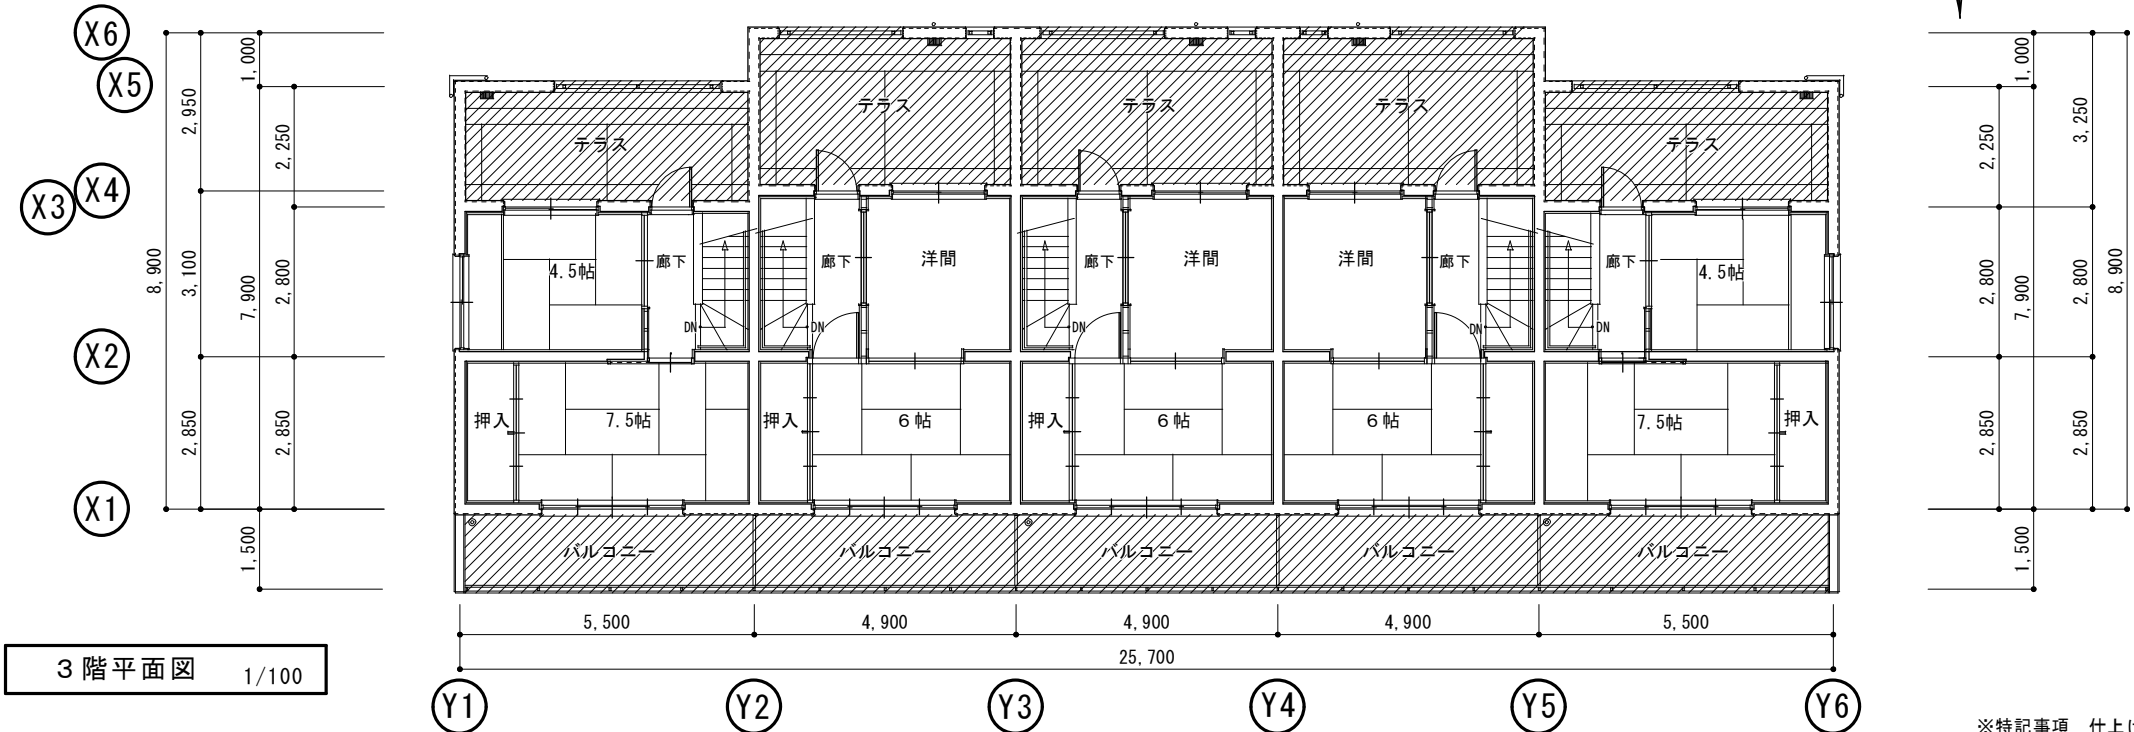 X6
X5
X4
X3
X2
X1
1,000
2,950
2,250
8,900
3,100
7,900
2,800
2,850
2,850
1,500
テラス
テラス
テラス
テラス
テラス
4.5帖
廊下
DN
廊下
DN
洋間
廊下
DN
洋間
洋間
廊下
DN
廊下
DN
4.5帖
押入
7.5帖
押入
6帖
押入
6帖
6帖
7.5帖
押入
バルコニー
バルコニー
バルコニー
バルコニー
バルコニー
1,000
3,250
2,250
2,800
7,900
2,800
8,900
2,850
2,850
1,500
5,500
4,900
4,900
4,900
5,500
25,700
3階平面図 1/100
Y1
Y2
Y3
Y4
Y5
Y6
※特記事項 仕上